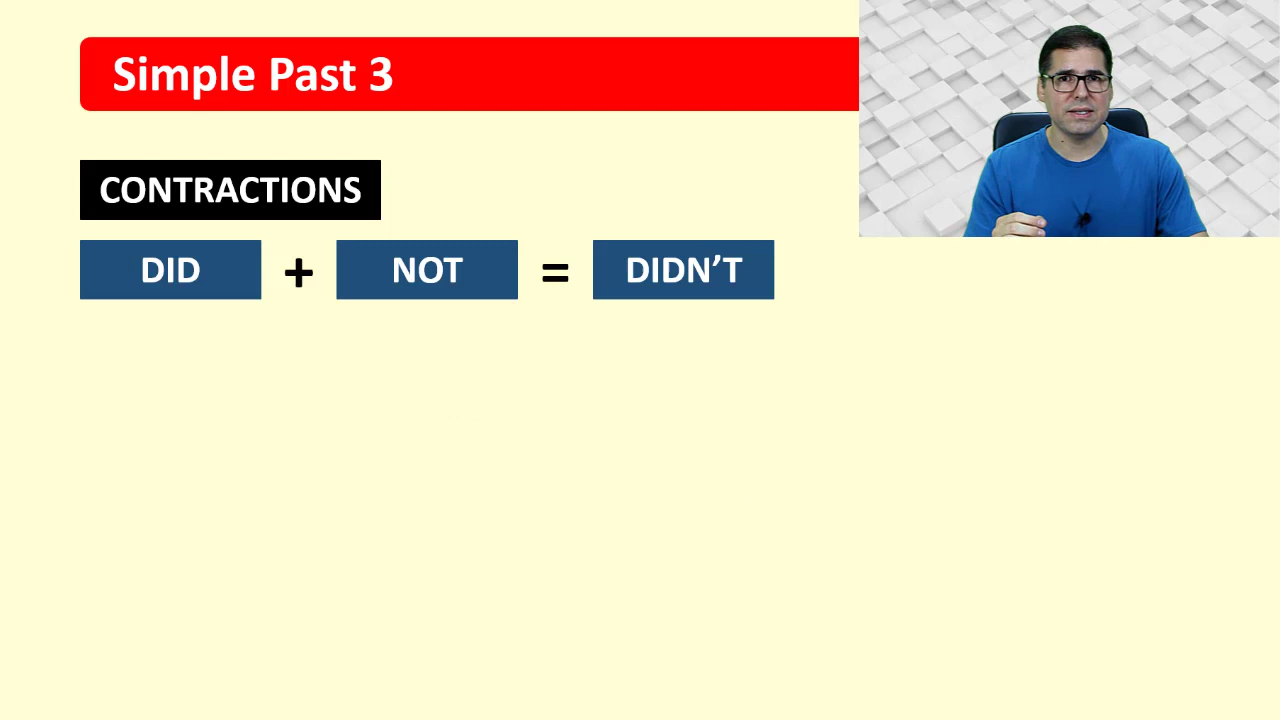 Simple Past 3
CONTRACTIONS
DID + NOT = DIDN’T